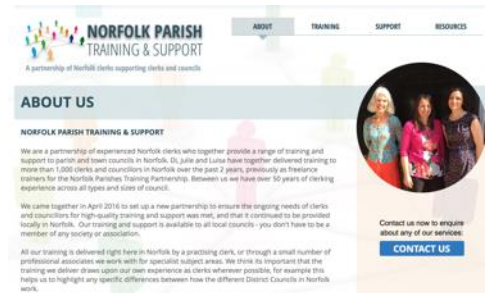 NORFOLK PARISH
TRAINING & SUPPORT
A partnership of Norfolk clerks supporting clerks and councils
ABOUT TRAINING SUPPORT RESOURCES
ABOUT US
NORFOLK PARISH TRAINING & SUPPORT
We are a partnership of experienced Norfolk clerks who together provide a range of training and
support to parish and town councils in Norfolk. Di, Julie and Luisa have together delivered training to
more than 1,000 clerks and councillors in Norfolk over the past 2 years, previously as freelance
trainers for the Norfolk Parishes Training Partnership. Between us we have over 50 years of clerking
experience across all types and sizes of council.
We came together in April 2016 to set up a new partnership to ensure the ongoing needs of clerks
and councillors for high-quality training and support was met, and that it continued to be provided
locally in Norfolk. Our training and support is available to all local councils - you don't have to be a
member of any society or association.
All our training is delivered right here in Norfolk by a practising clerk, or through a small number of
professional associates we work with for specialist subject areas. We think its important that the
training we deliver draws upon our own experience as clerks wherever possible, for example this
helps us to highlight any specific differences between how the different District Councils in Norfolk
work.
Contact us now to enquire
about any of our services:
CONTACT US